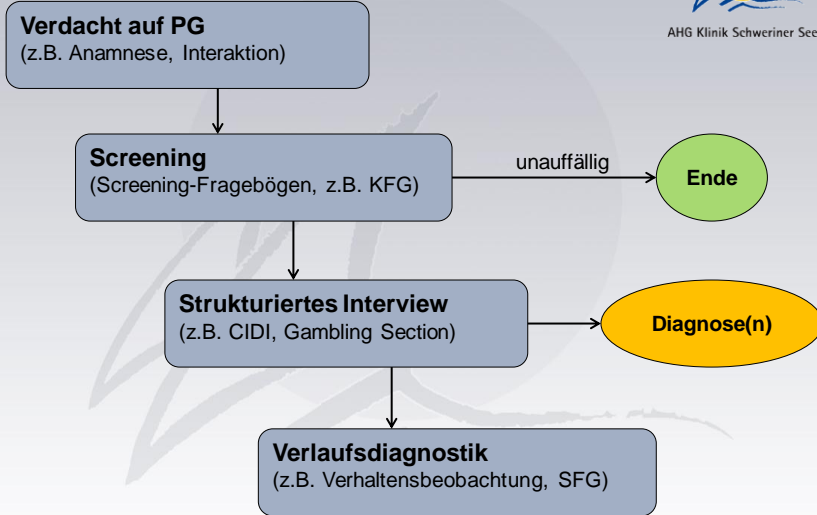 Verdacht auf PG
(z.B. Anamnese, Interaktion)
AHG Klinik Schweriner See
Screening
(Screening-Fragebögen, z.B. KFG)
unauffällig
Ende
Strukturiertes Interview
(z.B. CIDI, Gambling Section)
Diagnose(n)
Verlaufsdiagnostik
(z.B. Verhaltensbeobachtung, SFG)